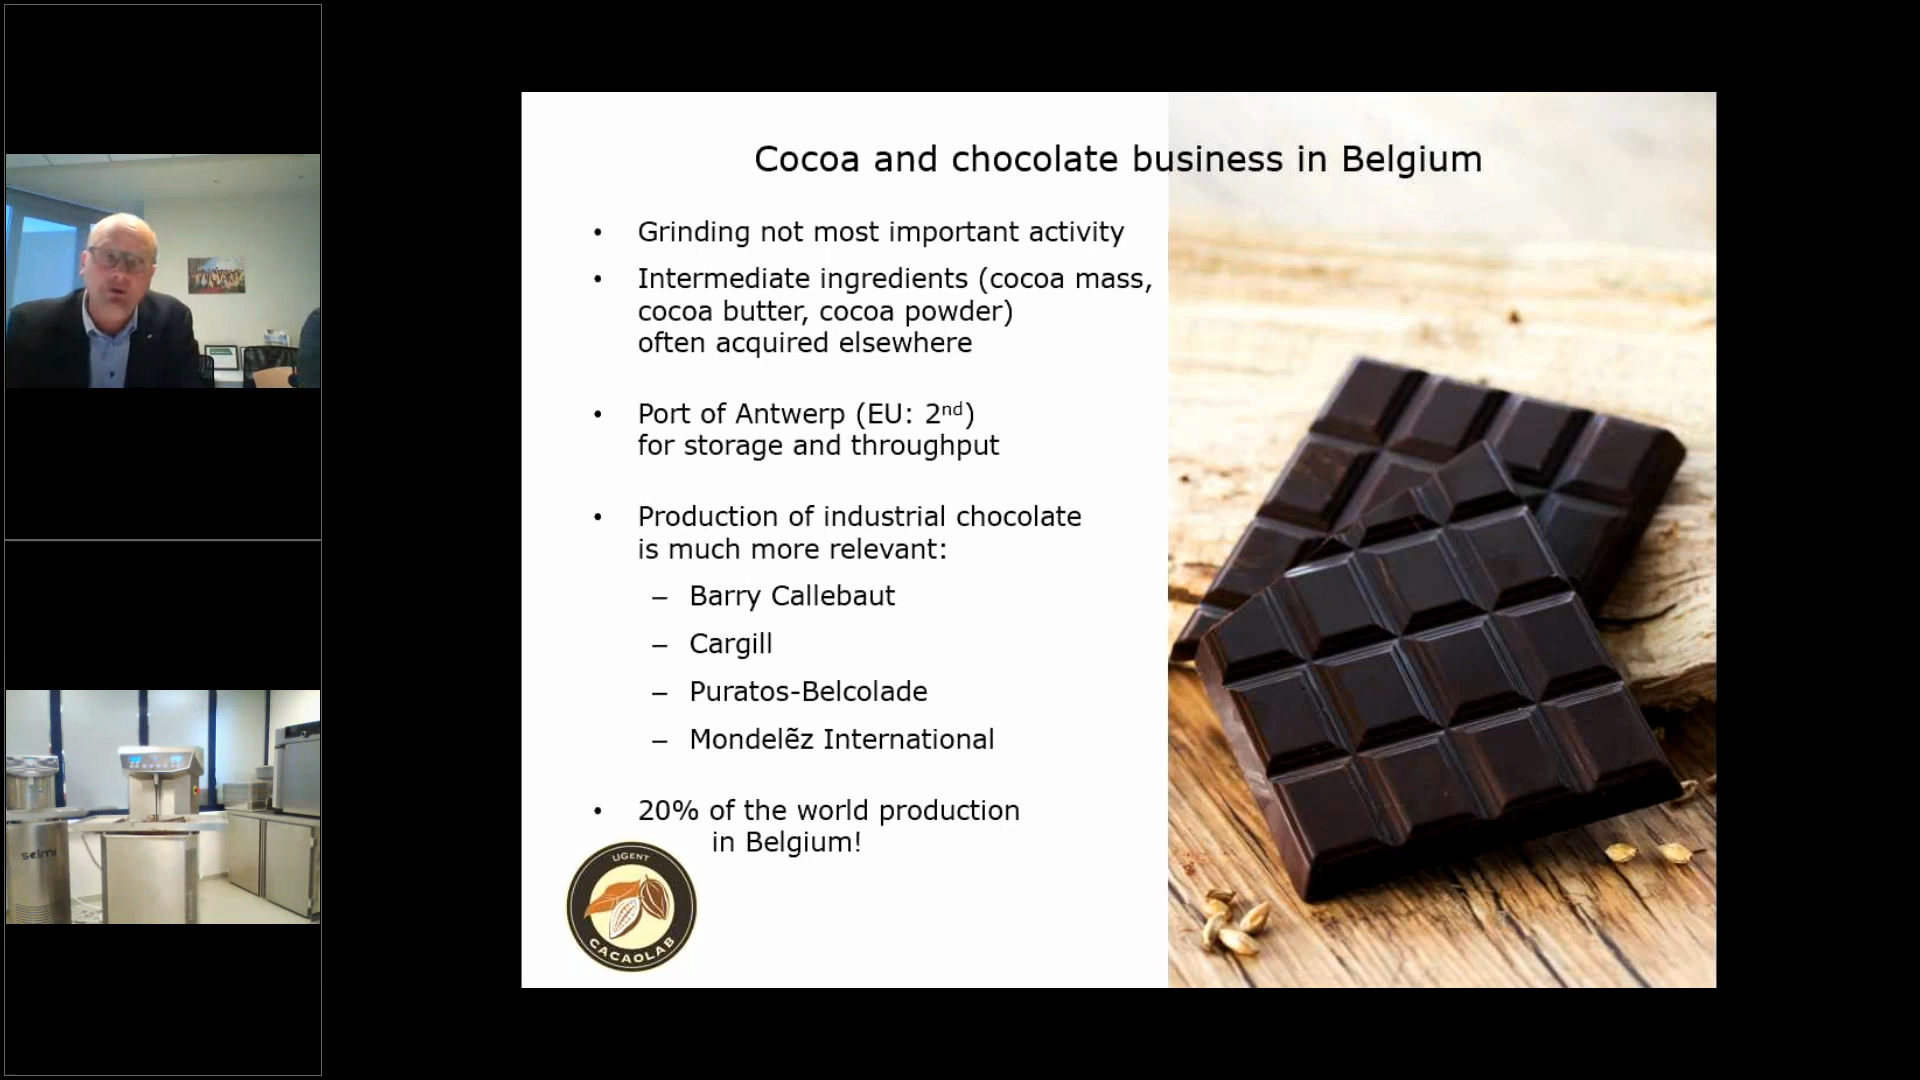 Cocoa and chocolate business in Belgium
• Grinding not most important activity
• Intermediate ingredients (cocoa mass,
cocoa butter, cocoa powder)
often acquired elsewhere
• Port of Antwerp (EU: 2nd)
for storage and throughput
• Production of industrial chocolate
is much more relevant:
– Barry Callebaut
– Cargill
– Puratos-Belcolade
– Mondelẽz International
• 20% of the world production
in Belgium!
UGENT
CACAOLAB
selmi